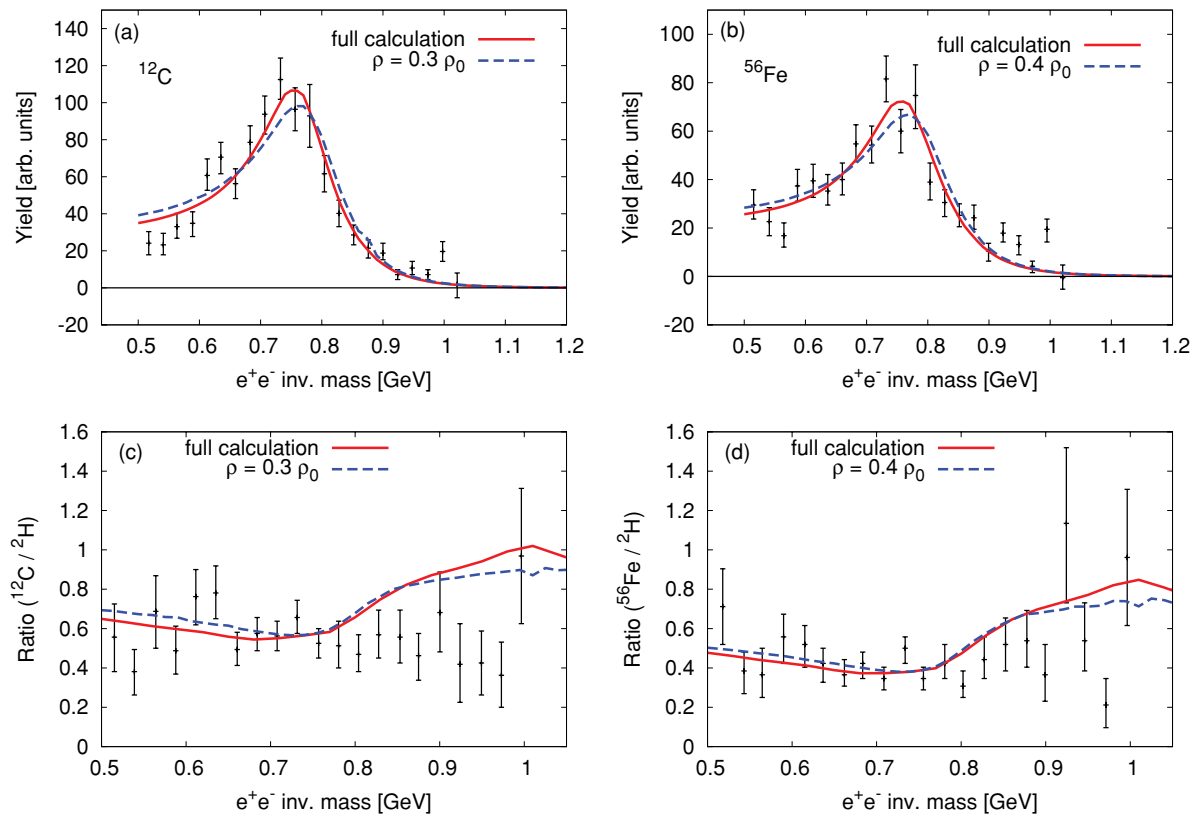 (a)
¹²C
full calculation
ρ = 0.3 ρ₀
Yield [arb. units]
140
120
100
80
60
40
20
0
-20
0.5 0.6 0.7 0.8 0.9 1 1.1 1.2
e⁺e⁻ inv. mass [GeV]
(b)
⁵⁶Fe
full calculation
ρ = 0.4 ρ₀
Yield [arb. units]
100
80
60
40
20
0
-20
0.5 0.6 0.7 0.8 0.9 1 1.1 1.2
e⁺e⁻ inv. mass [GeV]
(c)
full calculation
ρ = 0.3 ρ₀
Ratio (¹²C / ²H)
1.6
1.4
1.2
1
0.8
0.6
0.4
0.2
0
0.5 0.6 0.7 0.8 0.9 1
e⁺e⁻ inv. mass [GeV]
(d)
full calculation
ρ = 0.4 ρ₀
Ratio (⁵⁶Fe / ²H)
1.6
1.4
1.2
1
0.8
0.6
0.4
0.2
0
0.5 0.6 0.7 0.8 0.9 1
e⁺e⁻ inv. mass [GeV]